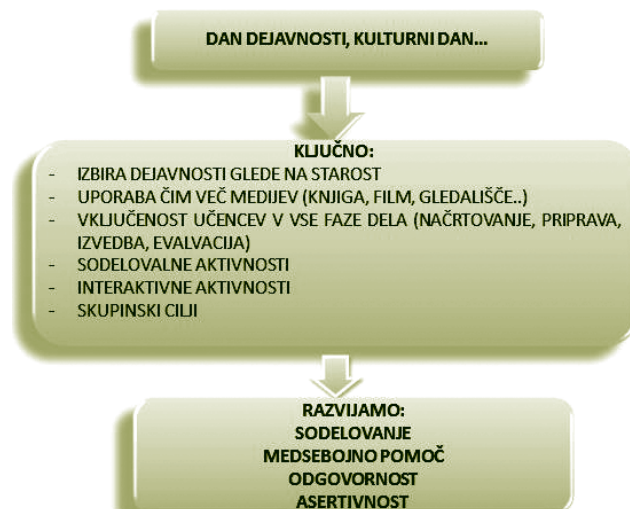 DAN DEJAVNOSTI, KULTURNI DAN...
KLJUČNO:
- IZBIRA DEJAVNOSTI GLEDE NA STAROST
- UPORABA ČIM VEČ MEDIJEV (KNJIGA, FILM, GLEDALIŠČE..)
- VKLJUČENOST UČENCEV V VSE FAZE DELA (NAČRTOVANJE, PRIPRAVA,
IZVEDBA, EVALVACIJA)
- SODELOVALNE AKTIVNOSTI
- INTERAKTIVNE AKTIVNOSTI
- SKUPINSKI CILJI
RAZVIJAMO:
SODELOVANJE
MEDSEBOJNO POMOČ
ODGOVORNOST
ASERTIVNOST